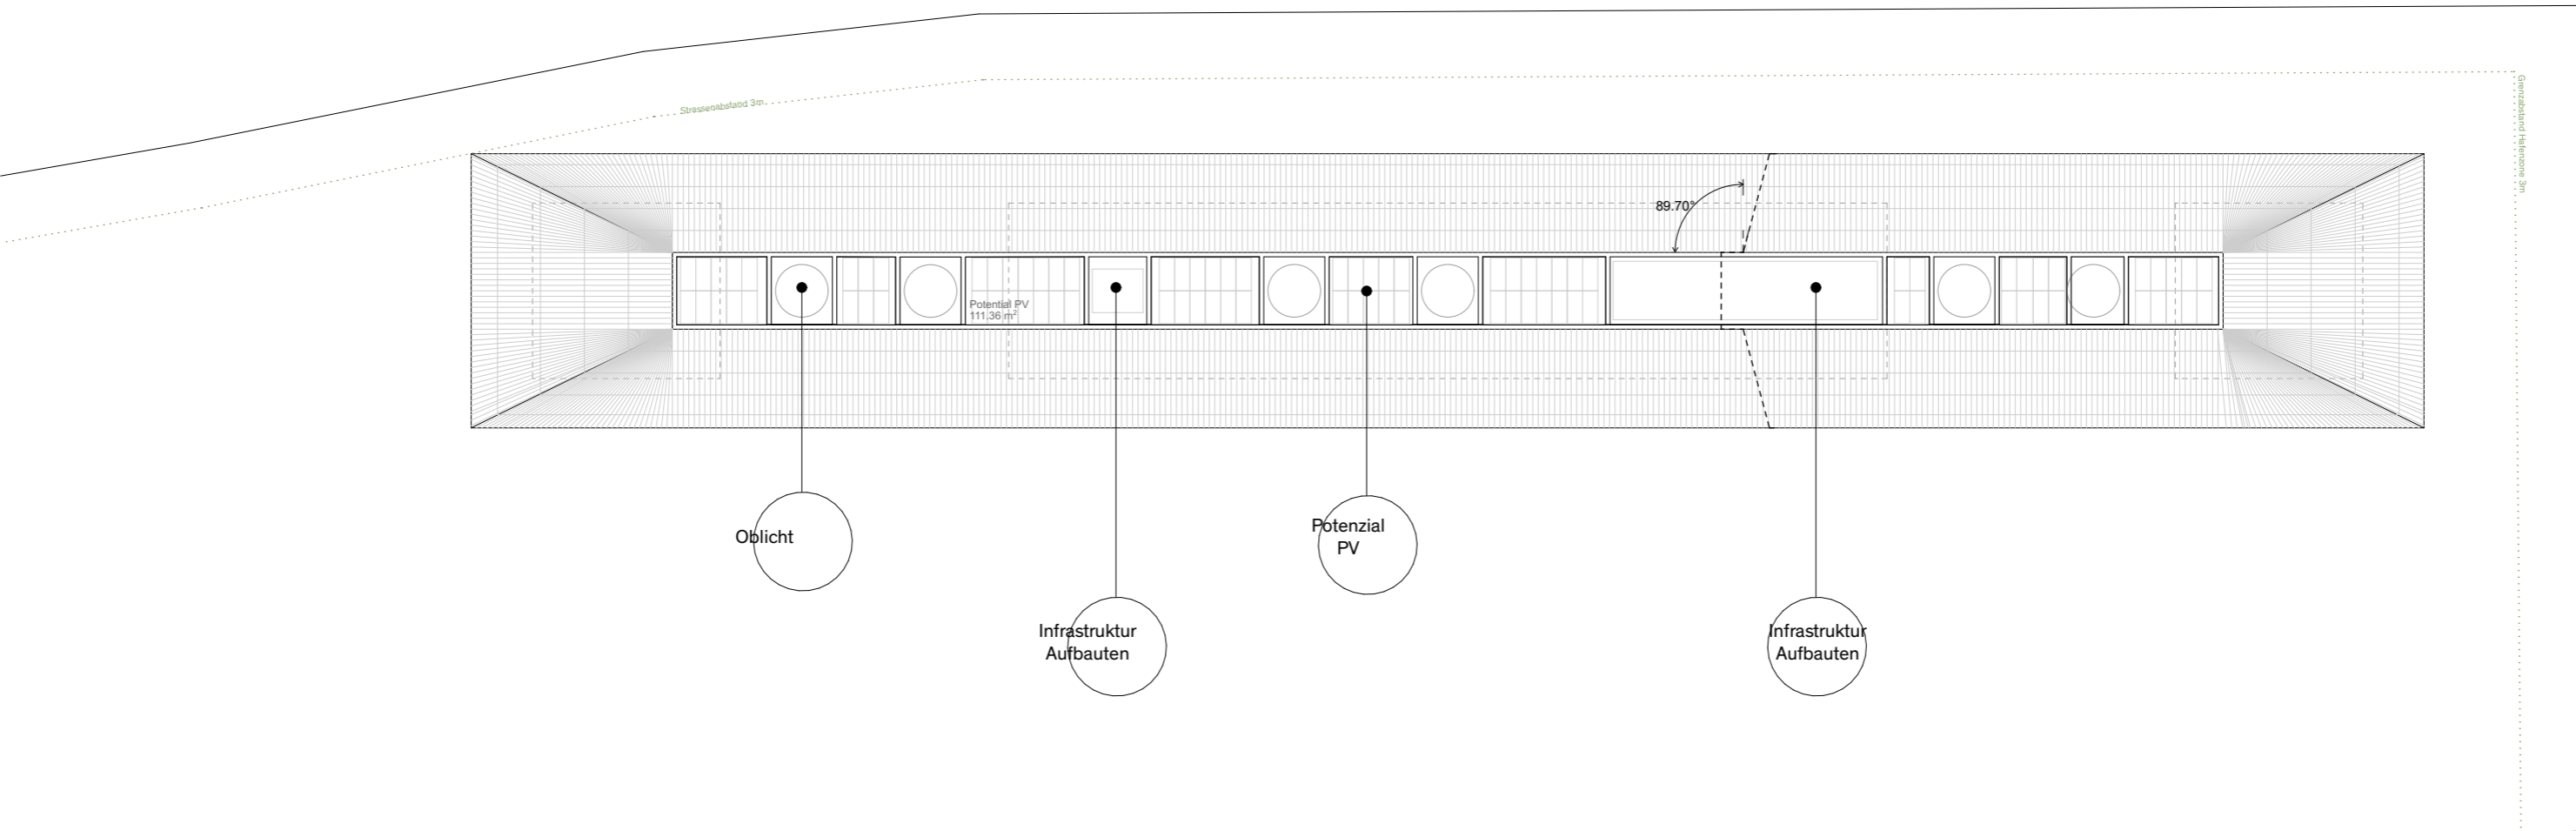 Strassenabstand 3m
Grenzabstand Hafenzone 3m
89.70°
Potential PV
111.36 m²
Oblicht
Potenzial
PV
Infrastruktur
Aufbauten
Infrastruktur
Aufbauten